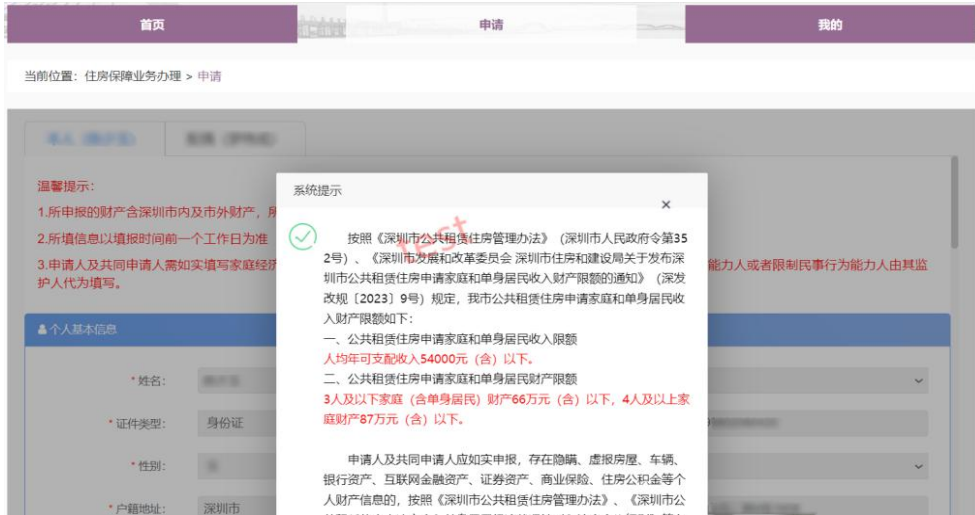 首页
申请
我的
当前位置：住房保障业务办理 > 申请
温馨提示：
1.所申报的财产含深圳市内及市外财产，
2.所填信息以填报时间前一个工作日为准
3.申请人及共同申请人需如实填写家庭经济
能力人或者限制民事行为能力人由其监
护人代为填写。
系统提示
×
test
按照《深圳市公共租赁住房管理办法》（深圳市人民政府令第35
2号）、《深圳市发展和改革委员会 深圳市住房和建设局关于发布深
圳市公共租赁住房申请家庭和单身居民收入财产限额的通知》（深发
改规〔2023〕9号）规定，我市公共租赁住房申请家庭和单身居民收
入财产限额如下：
一、公共租赁住房申请家庭和单身居民收入限额
人均年可支配收入54000元（含）以下。
二、公共租赁住房申请家庭和单身居民财产限额
3人及以下家庭（含单身居民）财产66万元（含）以下，4人及以上家
庭财产87万元（含）以下。
申请人及共同申请人应如实申报，存在隐瞒、虚报房屋、车辆、
银行资产、互联网金融资产、证券资产、商业保险、住房公积金等个
人财产信息的，按照《深圳市公共租赁住房管理办法》、《深圳市公
个人基本信息
*姓名：
*证件类型：
身份证
*性别：
*户籍地址：
深圳市